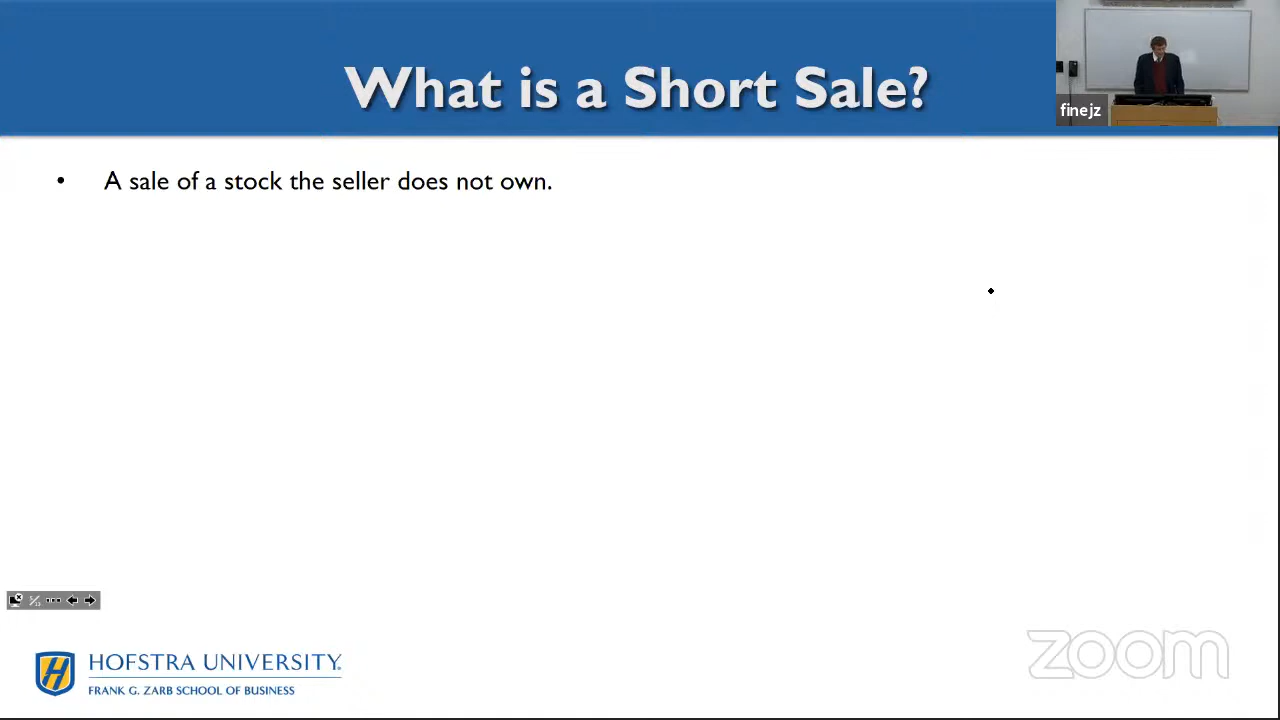 What is a Short Sale?
finejz
• A sale of a stock the seller does not own.
HOFSTRA UNIVERSITY®
FRANK G. ZARB SCHOOL OF BUSINESS
zoom